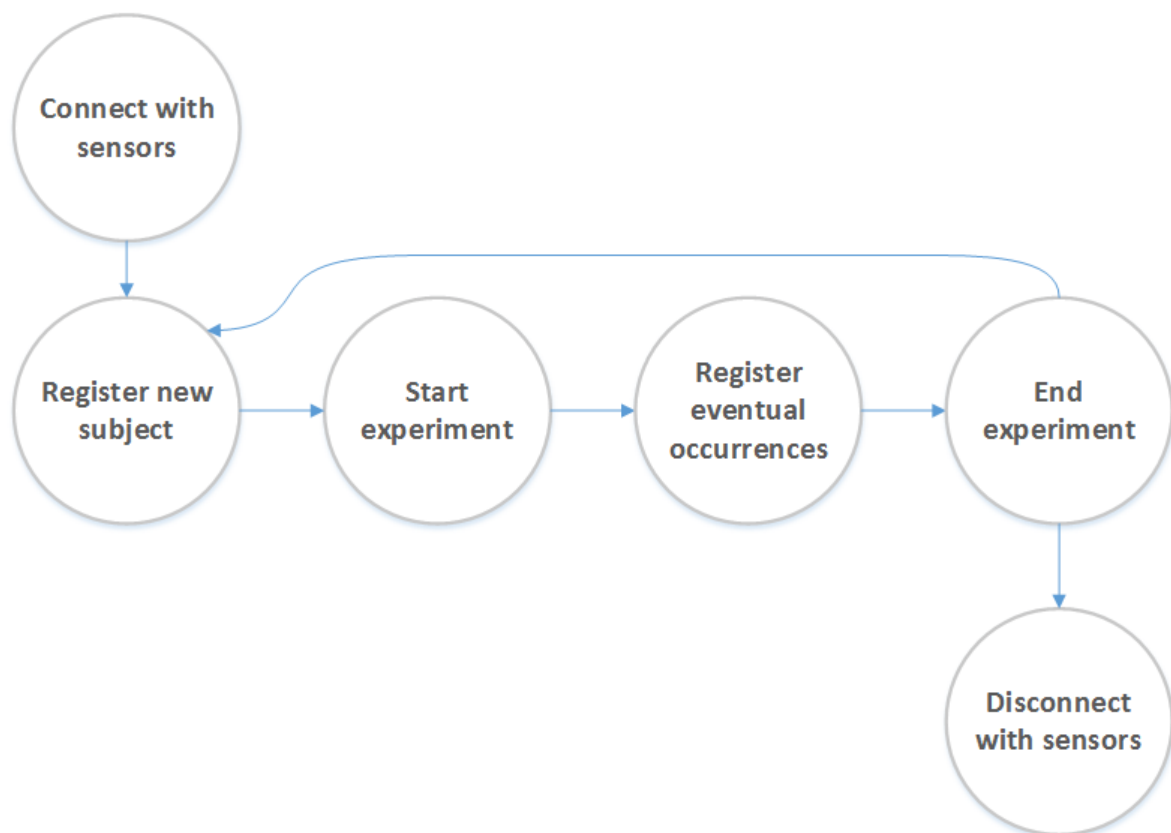 Connect with
sensors
Register new
subject
Start
experiment
Register
eventual
occurrences
End
experiment
Disconnect
with sensors